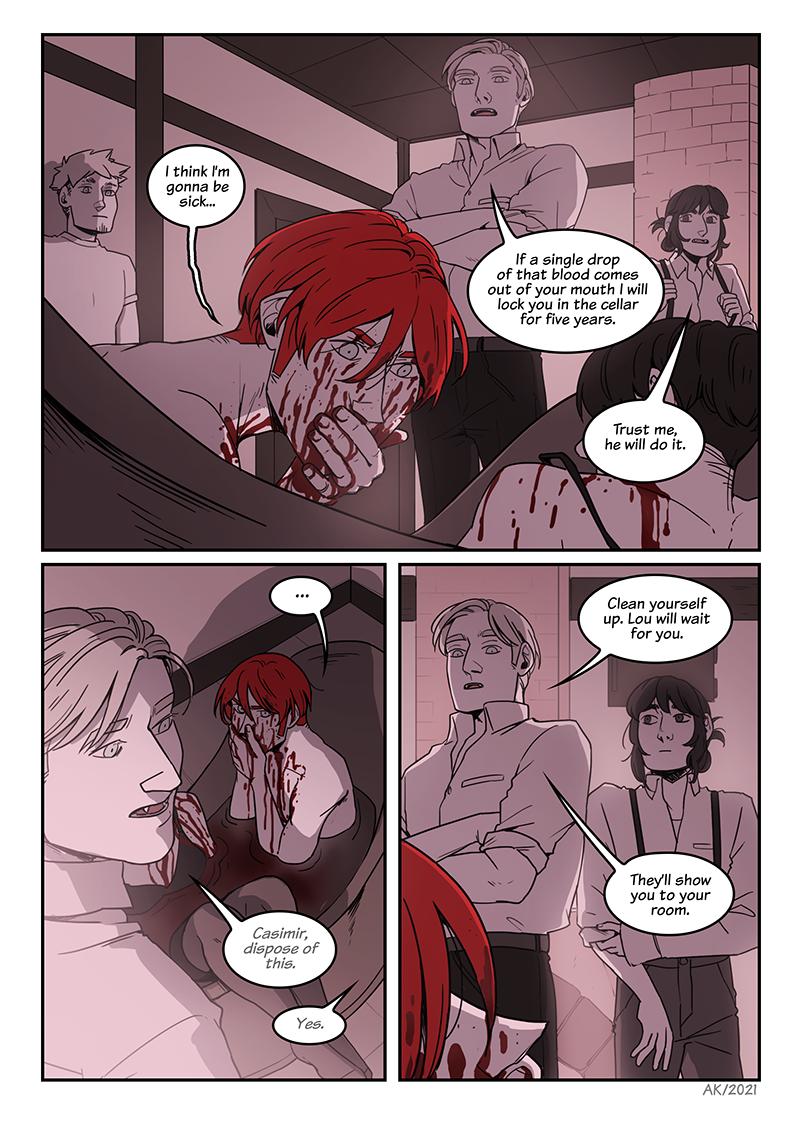 I think I'm
gonna be
sick...
If a single drop
of that blood comes
out of your mouth I will
lock you in the cellar
for five years.
Trust me,
he will do it.
...
Casimir,
dispose of
this.
Yes.
Clean yourself
up. Lou will wait
for you.
They'll show
you to your
room.
AK/2021